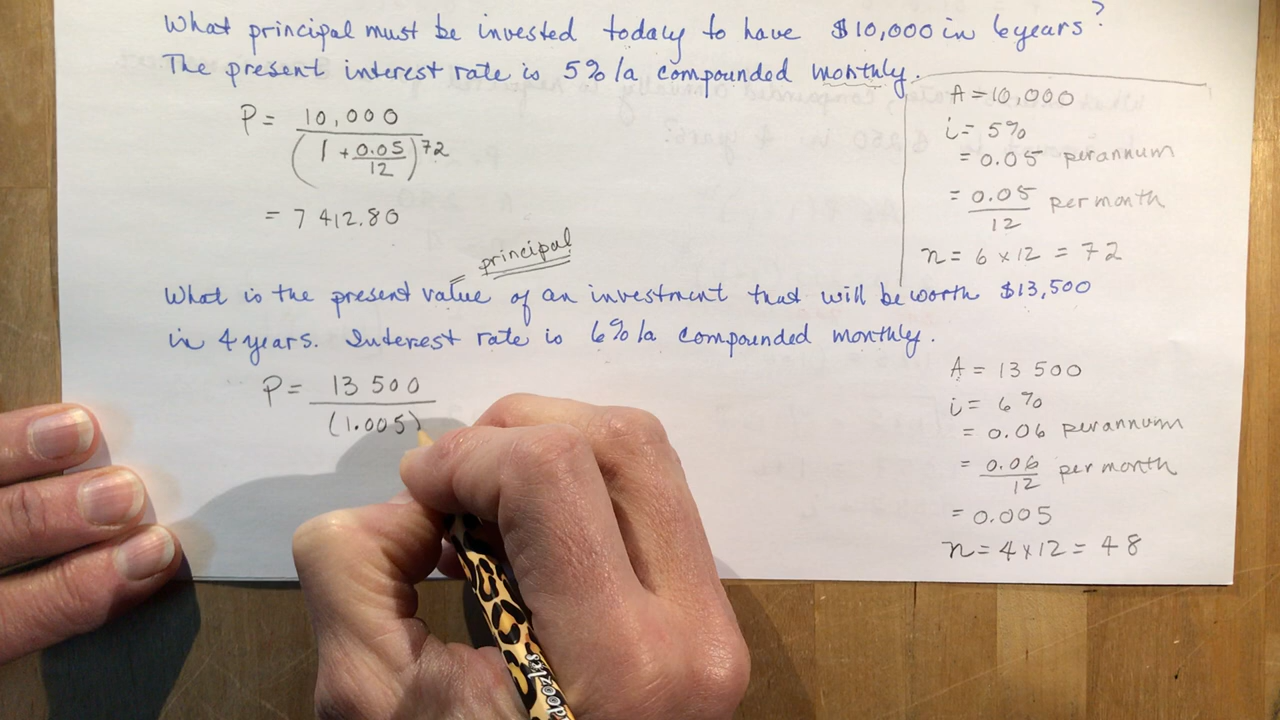 What principal must be invested today to have $10,000 in 6 years?
The present interest rate is 5%/a compounded monthly.
P = 10,000
(1 + 0.05/12)^72
= 7 412.80
A = 10,000
i = 5%
= 0.05 per annum
= 0.05/12 per month
n = 6 x 12 = 72
= principal
What is the present value of an investment that will be worth $13,500
in 4 years. Interest rate is 6%/a compounded monthly.
P = 13 500
(1.005)
A = 13 500
i = 6%
= 0.06 per annum
= 0.06/12 per month
= 0.005
n = 4 x 12 = 48